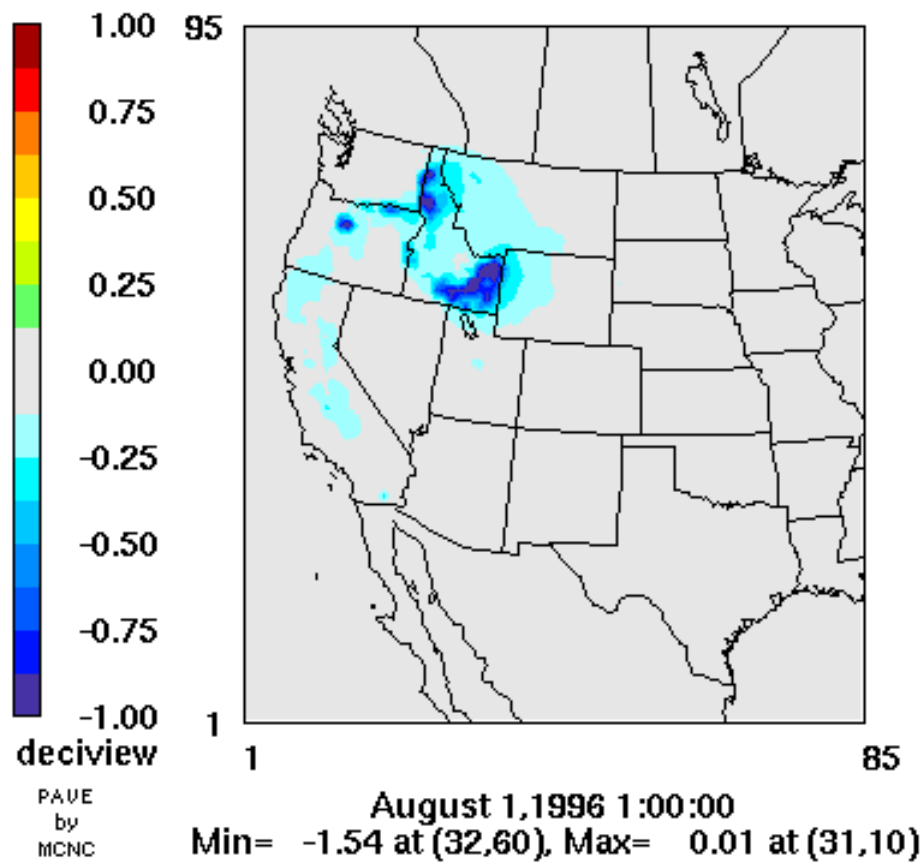 1.00
0.75
0.50
0.25
0.00
-0.25
-0.50
-0.75
-1.00
deciview
PAVE
by
MCNC
95
1
1
85
August 1,1996 1:00:00
Min= -1.54 at (32,60), Max= 0.01 at (31,10)